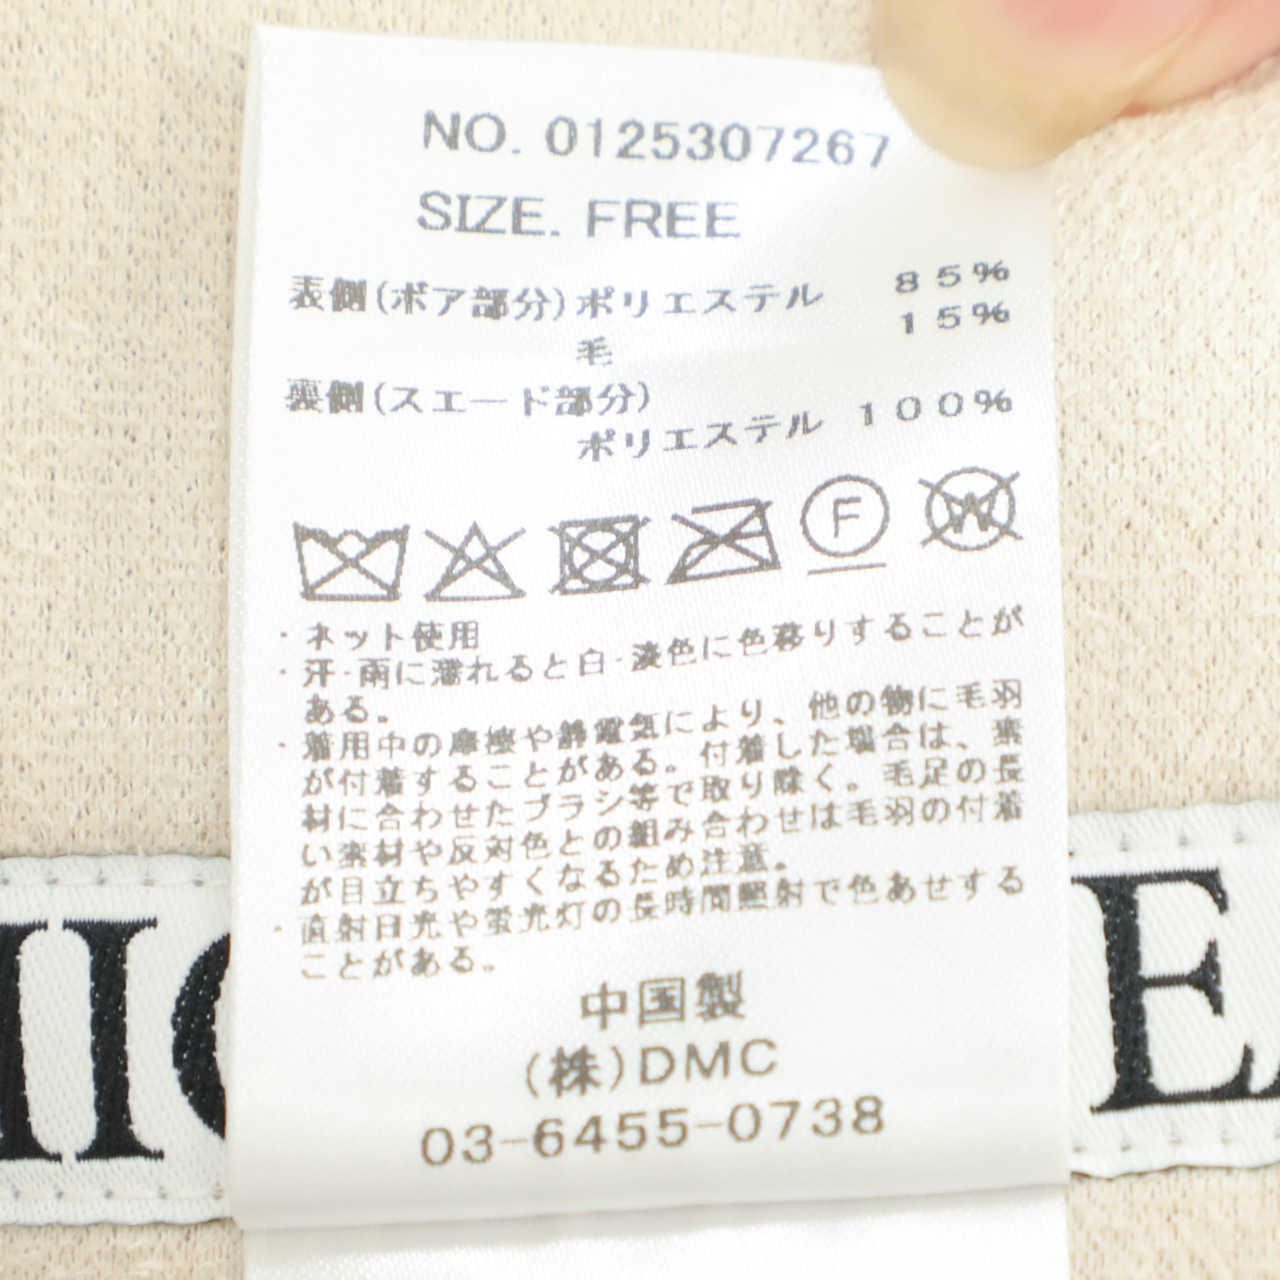 NO. 0125307267
SIZE. FREE
表側(ボア部分)ポリエステル 85%
毛 15%
裏側(スエード部分)
ポリエステル 100%
F W
・ネット使用
・汗・雨に濡れると白・淡色に色移りすることが
ある。
・着用中の摩擦や静電気により、他の物に毛羽
が付着することがある。付着した場合は、素
材に合わせたブラシ等で取り除く。毛足の長
い素材や反対色との組み合わせは毛羽の付着
が目立ちやすくなるため注意。
・直射日光や蛍光灯の長時間照射で色あせする
ことがある。
中国製
(株)DMC
03-6455-0738